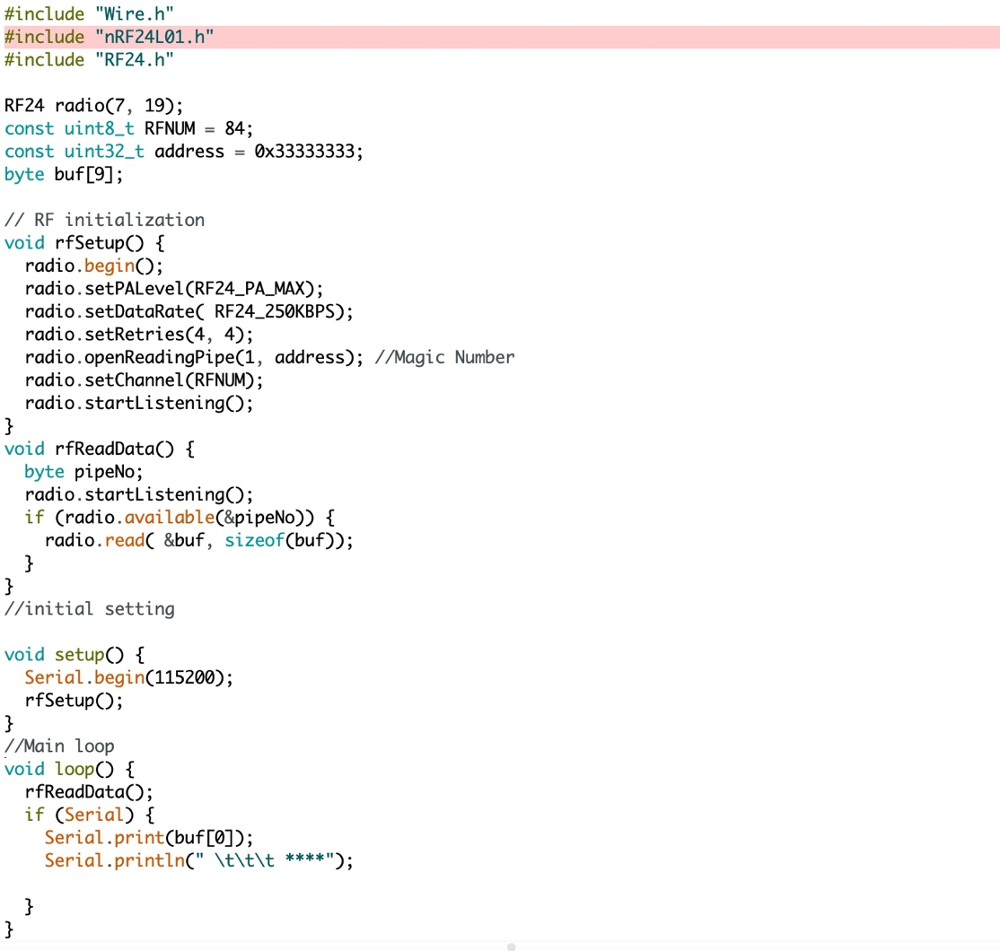 #include "Wire.h"
#include "nRF24L01.h"
#include "RF24.h"

RF24 radio(7, 19);
const uint8_t RFNUM = 84;
const uint32_t address = 0x33333333;
byte buf[9];

// RF initialization
void rfSetup() {
  radio.begin();
  radio.setPALevel(RF24_PA_MAX);
  radio.setDataRate( RF24_250KBPS);
  radio.setRetries(4, 4);
  radio.openReadingPipe(1, address); //Magic Number
  radio.setChannel(RFNUM);
  radio.startListening();
}
void rfReadData() {
  byte pipeNo;
  radio.startListening();
  if (radio.available(&pipeNo)) {
    radio.read( &buf, sizeof(buf));
  }
}
//initial setting

void setup() {
  Serial.begin(115200);
  rfSetup();
}
//Main loop
void loop() {
  rfReadData();
  if (Serial) {
    Serial.print(buf[0]);
    Serial.println(" \t\t\t ****");

  }
}